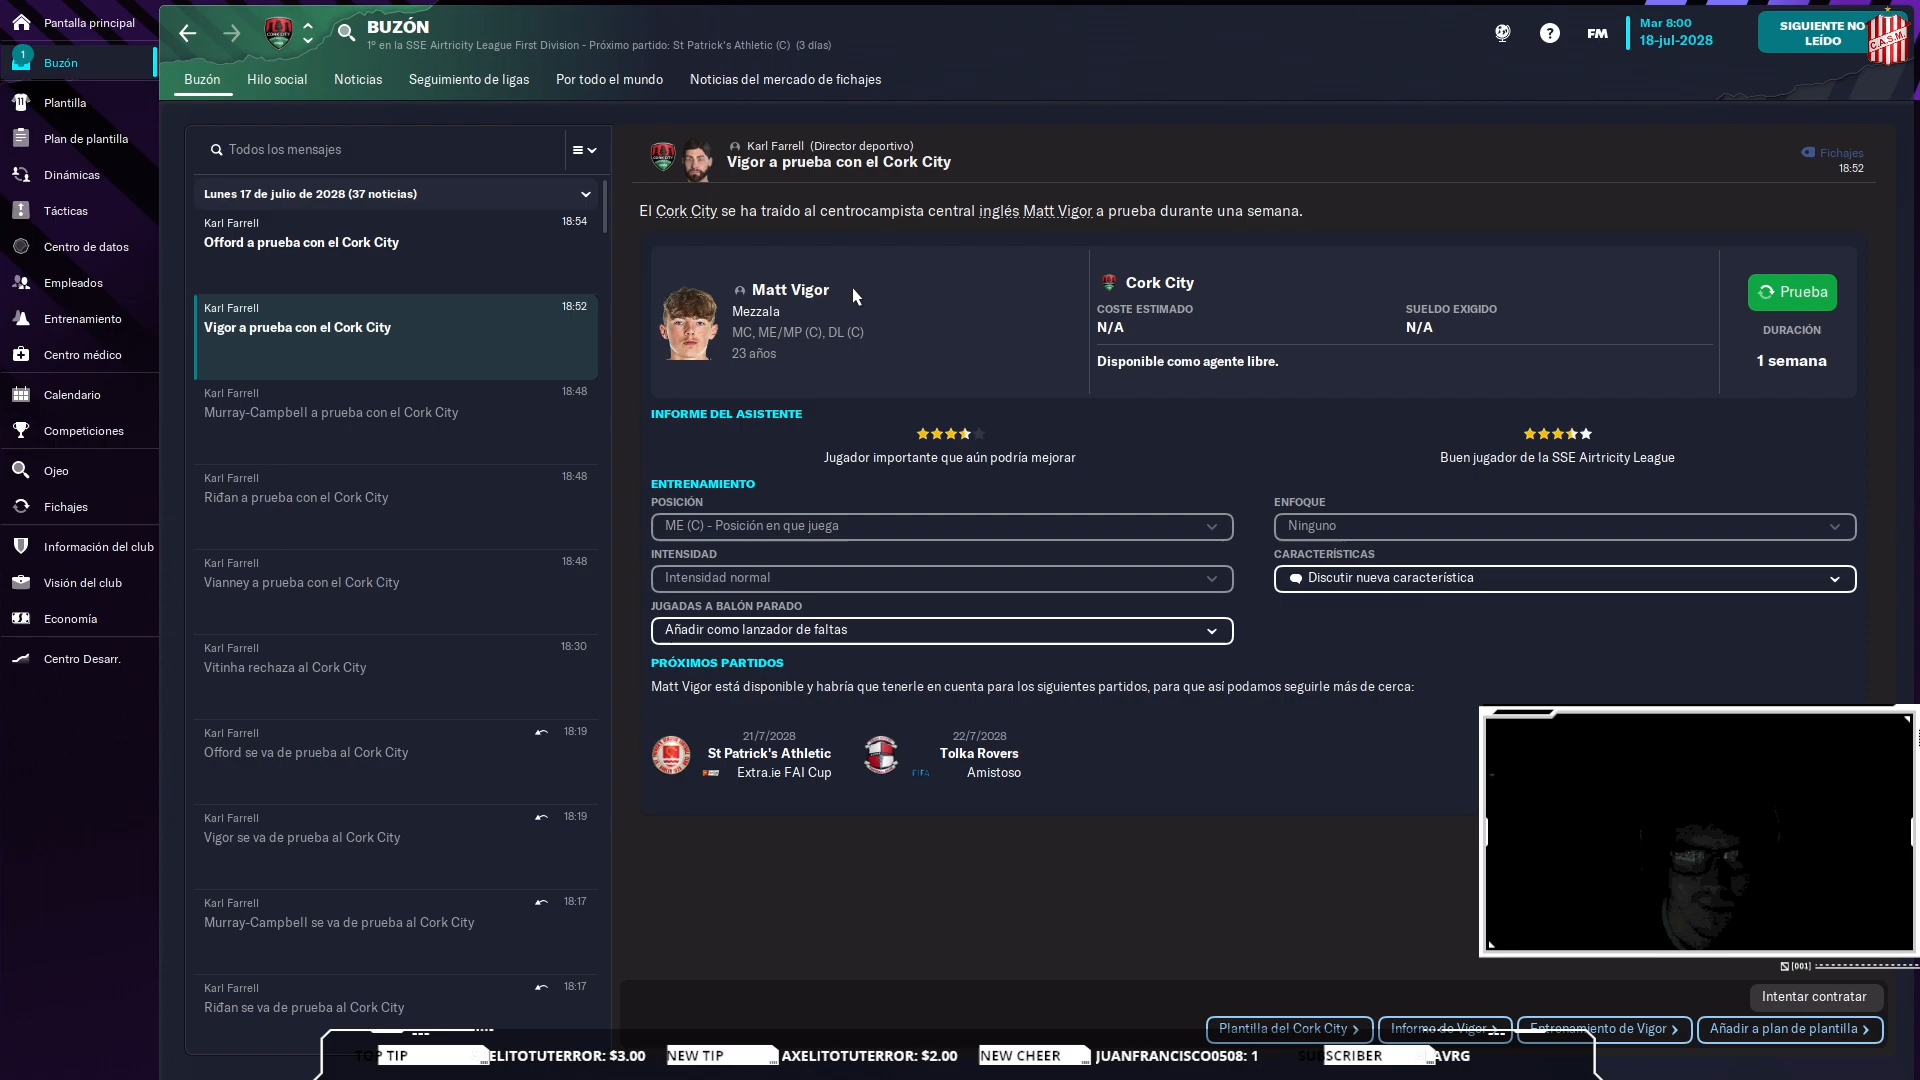 Pantalla principal
1
Buzón
Plantilla
Plan de plantilla
Dinámicas
Tácticas
Centro de datos
Empleados
Entrenamiento
Centro médico
Calendario
Competiciones
Ojeo
Fichajes
Información del club
Visión del club
Economía
Centro Desarr.
BUZÓN
1º en la SSE Airtricity League First Division - Próximo partido: St Patrick's Athletic (C) (3 días)
FM
Mar 8:00
18-jul-2028
SIGUIENTE NO LEÍDO
C.A.S.M.
Buzón
Hilo social
Noticias
Seguimiento de ligas
Por todo el mundo
Noticias del mercado de fichajes
Todos los mensajes
Lunes 17 de julio de 2028 (37 noticias)
Karl Farrell 18:54
Offord a prueba con el Cork City
Karl Farrell 18:52
Vigor a prueba con el Cork City
Karl Farrell 18:48
Murray-Campbell a prueba con el Cork City
Karl Farrell 18:48
Riđan a prueba con el Cork City
Karl Farrell 18:48
Vianney a prueba con el Cork City
Karl Farrell 18:30
Vitinha rechaza al Cork City
Karl Farrell 18:19
Offord se va de prueba al Cork City
Karl Farrell 18:19
Vigor se va de prueba al Cork City
Karl Farrell 18:17
Murray-Campbell se va de prueba al Cork City
Karl Farrell 18:17
Riđan se va de prueba al Cork City
Karl Farrell (Director deportivo)
Vigor a prueba con el Cork City
Fichajes
18:52
El Cork City se ha traído al centrocampista central inglés Matt Vigor a prueba durante una semana.
Matt Vigor
Mezzala
MC, ME/MP (C), DL (C)
23 años
Cork City
COSTE ESTIMADO
N/A
SUELDO EXIGIDO
N/A
Disponible como agente libre.
Prueba
DURACIÓN
1 semana
INFORME DEL ASISTENTE
Jugador importante que aún podría mejorar
Buen jugador de la SSE Airtricity League
ENTRENAMIENTO
POSICIÓN
ME (C) - Posición en que juega
ENFOQUE
Ninguno
INTENSIDAD
Intensidad normal
CARACTERÍSTICAS
Discutir nueva característica
JUGADAS A BALÓN PARADO
Añadir como lanzador de faltas
PRÓXIMOS PARTIDOS
Matt Vigor está disponible y habría que tenerle en cuenta para los siguientes partidos, para que así podamos seguirle más de cerca:
21/7/2028
St Patrick's Athletic
Extra.ie FAI Cup
22/7/2028
Tolka Rovers
FIFA Amistoso
[001]
Intentar contratar
Plantilla del Cork City
Informe de Vigor
Entrenamiento de Vigor
Añadir a plan de plantilla
TOP TIP
ELITOTUTERROR: $3.00
NEW TIP
AXELITOTUTERROR: $2.00
NEW CHEER
JUANFRANCISCO0508: 1
SUBSCRIBER
AVRG